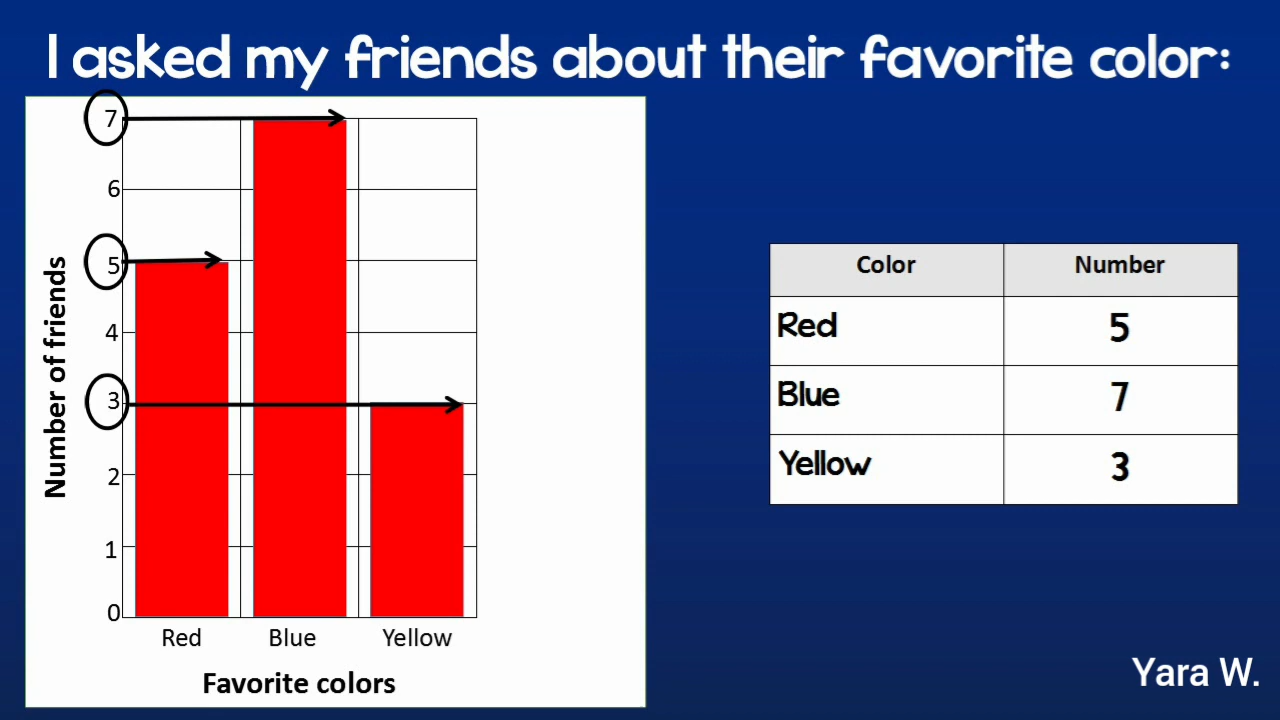 I asked my friends about their favorite color:
7
6
5
4
3
2
1
0
Number of friends
Red Blue Yellow
Favorite colors
Color Number
Red 5
Blue 7
Yellow 3
Yara W.